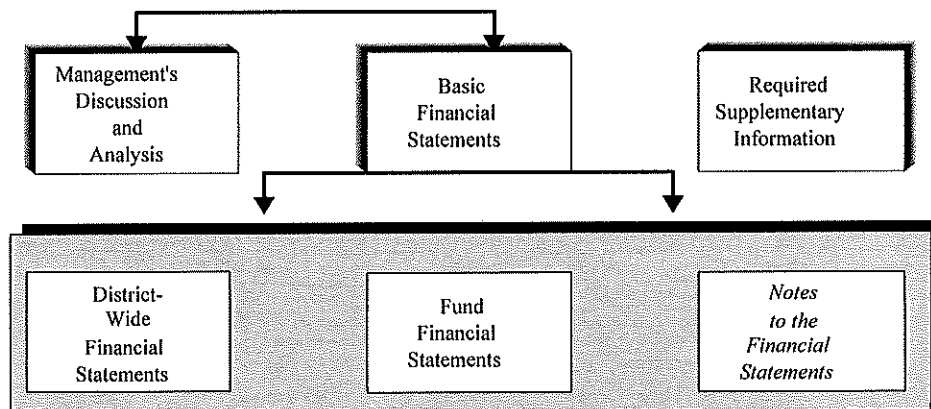 Management's
Discussion
and
Analysis
Basic
Financial
Statements
Required
Supplementary
Information
District-
Wide
Financial
Statements
Fund
Financial
Statements
Notes
to the
Financial
Statements